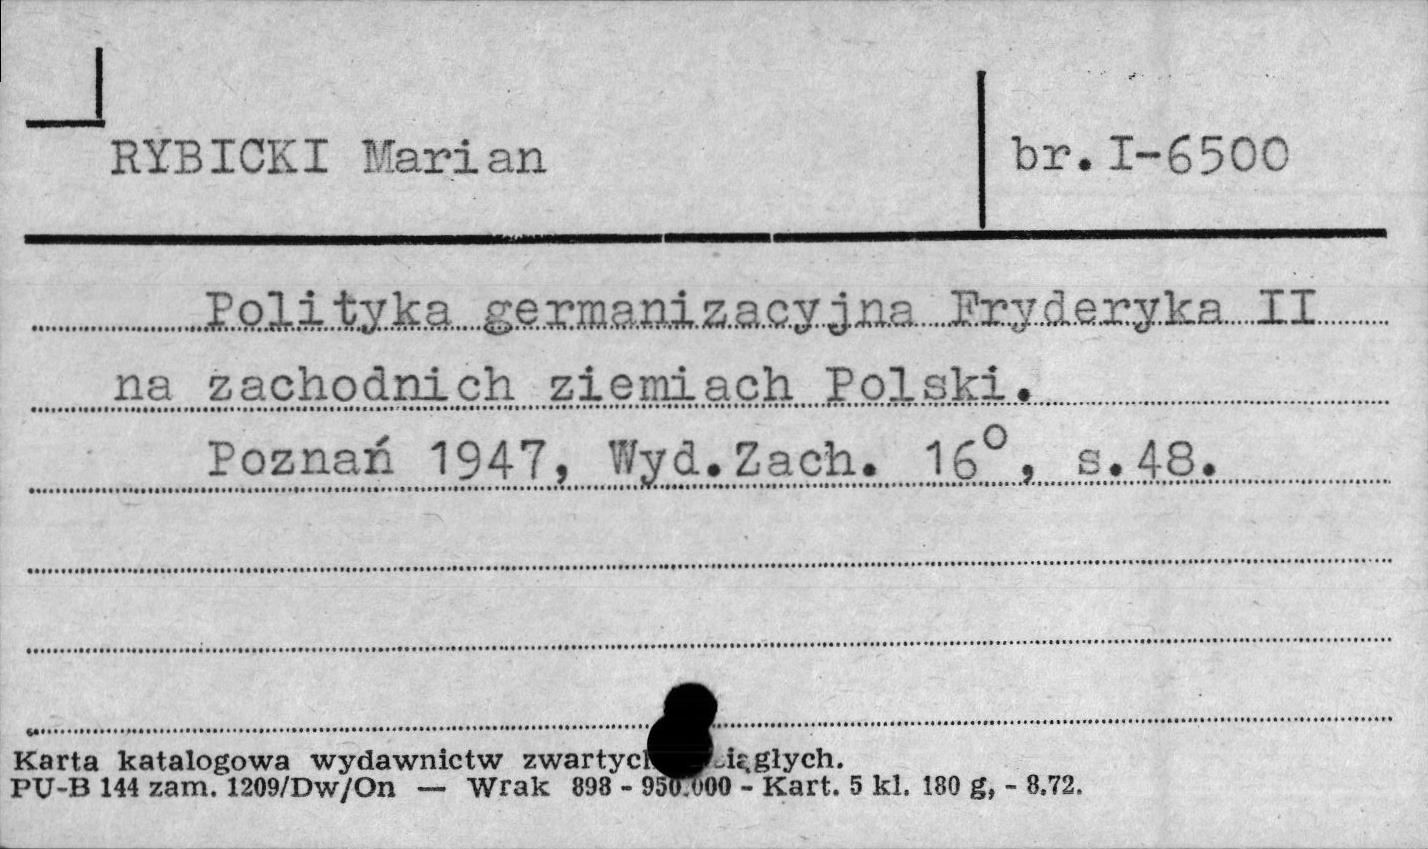 RYBICKI Marian
br. I-6500
Polityka germanizacyjna Fryderyka II
na zachodnich ziemiach Polski.
Poznań 1947, Wyd.Zach. 16°, s.48.
Karta katalogowa wydawnictw
PU-B 144 zam. 1209/Dw/On — Wrak 898 - 950.000 - Kart. 5 kl. 180 g, - 8.72.